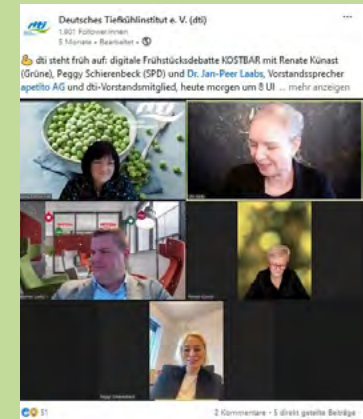 dti
Deutsches Tiefkühlinstitut e. V. (dti)
1.801 Follower:innen
5 Monate • Bearbeitet •
dti steht früh auf: digitale Frühstücksdebatte KOSTBAR mit Renate Künast
(Grüne), Peggy Schierenbeck (SPD) und Dr. Jan-Peer Laabs, Vorstandssprecher
apetito AG und dti-Vorstandsmitglied, heute morgen um 8 U ... mehr anzeigen
31
2 Kommentare • 5 direkt geteilte Beiträge